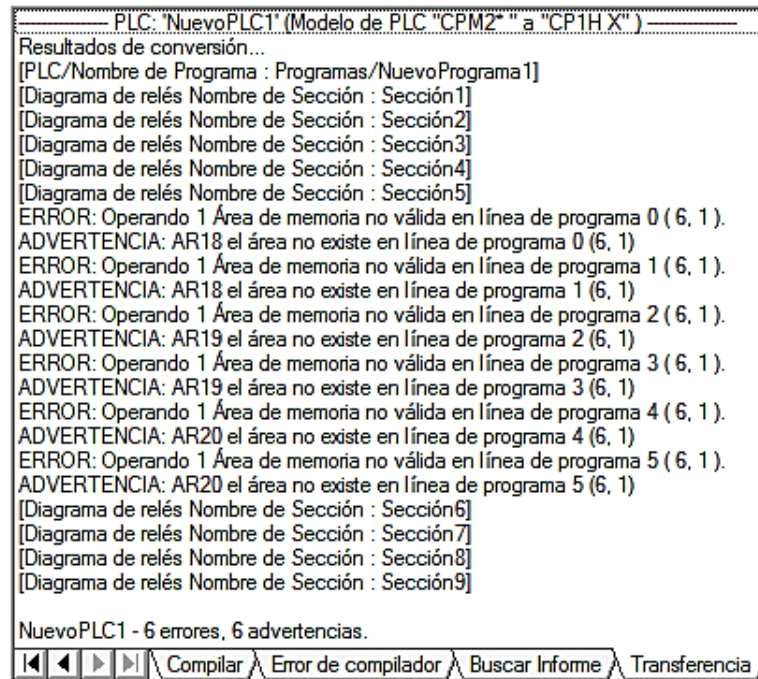 PLC: 'NuevoPLC1' (Modelo de PLC "CPM2* " a "CP1H X" )
Resultados de conversión...
[PLC/Nombre de Programa : Programas/NuevoPrograma1]
[Diagrama de relés Nombre de Sección : Sección1]
[Diagrama de relés Nombre de Sección : Sección2]
[Diagrama de relés Nombre de Sección : Sección3]
[Diagrama de relés Nombre de Sección : Sección4]
[Diagrama de relés Nombre de Sección : Sección5]
ERROR: Operando 1 Área de memoria no válida en línea de programa 0 ( 6, 1 ).
ADVERTENCIA: AR18 el área no existe en línea de programa 0 (6, 1)
ERROR: Operando 1 Área de memoria no válida en línea de programa 1 ( 6, 1 ).
ADVERTENCIA: AR18 el área no existe en línea de programa 1 (6, 1)
ERROR: Operando 1 Área de memoria no válida en línea de programa 2 ( 6, 1 ).
ADVERTENCIA: AR19 el área no existe en línea de programa 2 (6, 1)
ERROR: Operando 1 Área de memoria no válida en línea de programa 3 ( 6, 1 ).
ADVERTENCIA: AR19 el área no existe en línea de programa 3 (6, 1)
ERROR: Operando 1 Área de memoria no válida en línea de programa 4 ( 6, 1 ).
ADVERTENCIA: AR20 el área no existe en línea de programa 4 (6, 1)
ERROR: Operando 1 Área de memoria no válida en línea de programa 5 ( 6, 1 ).
ADVERTENCIA: AR20 el área no existe en línea de programa 5 (6, 1)
[Diagrama de relés Nombre de Sección : Sección6]
[Diagrama de relés Nombre de Sección : Sección7]
[Diagrama de relés Nombre de Sección : Sección8]
[Diagrama de relés Nombre de Sección : Sección9]
NuevoPLC1 - 6 errores, 6 advertencias.
Compilar Error de compilador Buscar Informe Transferencia